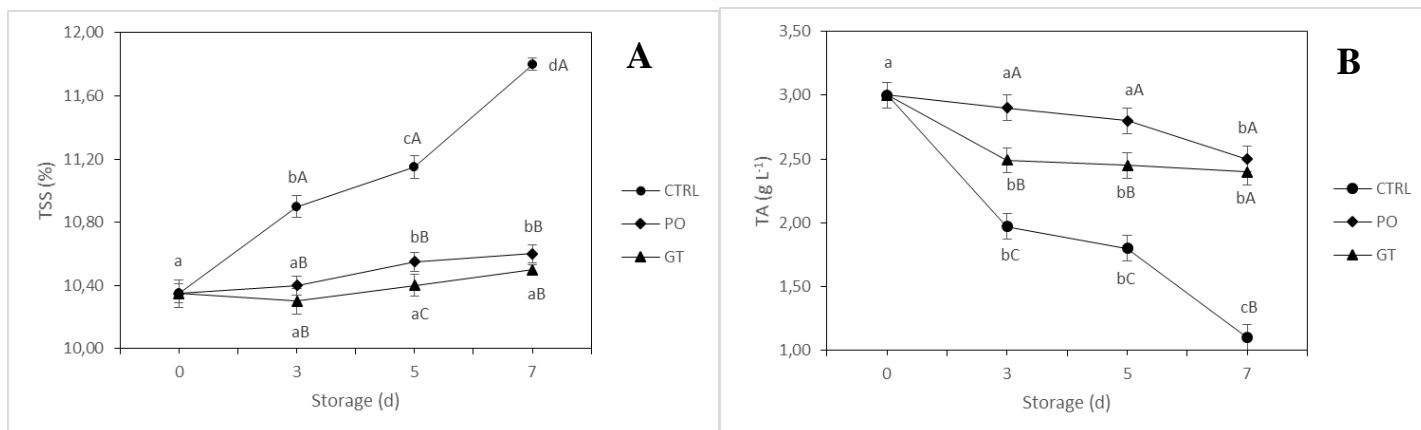 A
TSS (%)
12,00
11,60
11,20
10,80
10,40
10,00
a
bA
cA
dA
aB
bB
bB
aB
aC
aB
0 3 5 7
Storage (d)
CTRL
PO
GT
B
TA (g L-1)
3,50
3,00
2,50
2,00
1,50
1,00
a
aA
aA
bA
bB
bB
bA
bC
bC
cB
0 3 5 7
Storage (d)
CTRL
PO
GT